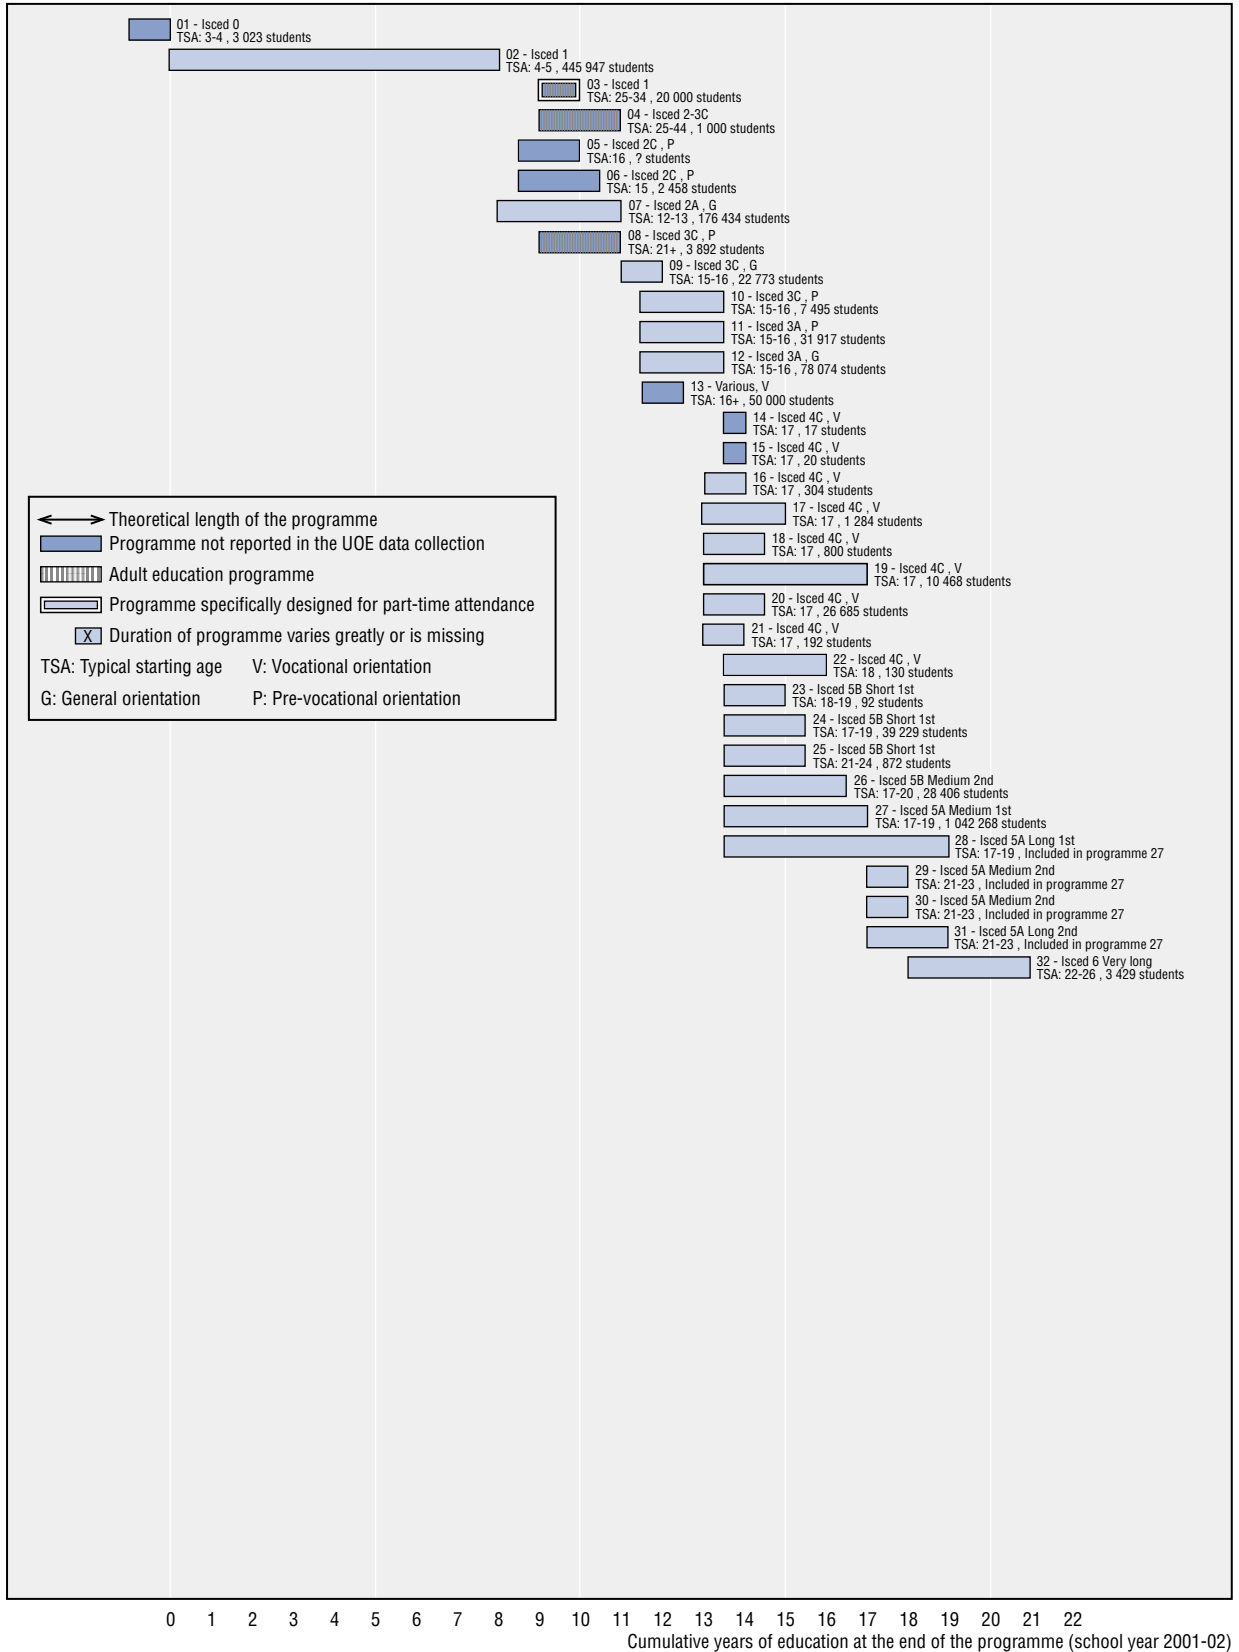 01 - Isced 0
TSA: 3-4 , 3 023 students
02 - Isced 1
TSA: 4-5 , 445 947 students
03 - Isced 1
TSA: 25-34 , 20 000 students
04 - Isced 2-3C
TSA: 25-44 , 1 000 students
05 - Isced 2C , P
TSA:16 , ? students
06 - Isced 2C , P
TSA: 15 , 2 458 students
07 - Isced 2A , G
TSA: 12-13 , 176 434 students
08 - Isced 3C , P
TSA: 21+ , 3 892 students
09 - Isced 3C , G
TSA: 15-16 , 22 773 students
10 - Isced 3C , P
TSA: 15-16 , 7 495 students
11 - Isced 3A , P
TSA: 15-16 , 31 917 students
12 - Isced 3A , G
TSA: 15-16 , 78 074 students
13 - Various, V
TSA: 16+ , 50 000 students
14 - Isced 4C , V
TSA: 17 , 17 students
15 - Isced 4C , V
TSA: 17 , 20 students
16 - Isced 4C , V
TSA: 17 , 304 students
17 - Isced 4C , V
TSA: 17 , 1 284 students
18 - Isced 4C , V
TSA: 17 , 800 students
19 - Isced 4C , V
TSA: 17 , 10 468 students
20 - Isced 4C , V
TSA: 17 , 26 685 students
21 - Isced 4C , V
TSA: 17 , 192 students
22 - Isced 4C , V
TSA: 18 , 130 students
23 - Isced 5B Short 1st
TSA: 18-19 , 92 students
24 - Isced 5B Short 1st
TSA: 17-19 , 39 229 students
25 - Isced 5B Short 1st
TSA: 21-24 , 872 students
26 - Isced 5B Medium 2nd
TSA: 17-20 , 28 406 students
27 - Isced 5A Medium 1st
TSA: 17-19 , 1 042 268 students
28 - Isced 5A Long 1st
TSA: 17-19 , Included in programme 27
29 - Isced 5A Medium 2nd
TSA: 21-23 , Included in programme 27
30 - Isced 5A Medium 2nd
TSA: 21-23 , Included in programme 27
31 - Isced 5A Long 2nd
TSA: 21-23 , Included in programme 27
32 - Isced 6 Very long
TSA: 22-26 , 3 429 students
Theoretical length of the programme
Programme not reported in the UOE data collection
Adult education programme
Programme specifically designed for part-time attendance
X Duration of programme varies greatly or is missing
TSA: Typical starting age V: Vocational orientation
G: General orientation P: Pre-vocational orientation
0 1 2 3 4 5 6 7 8 9 10 11 12 13 14 15 16 17 18 19 20 21 22
Cumulative years of education at the end of the programme (school year 2001-02)